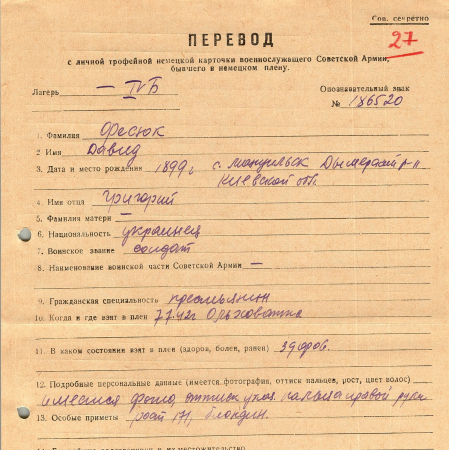 Сов. секретно
27
ПЕРЕВОД
с личной трофейной немецкой карточки военнослужащего Советской Армии,
бывшего в немецком плену.
Лагерь — IVБ
Опознавательный знак
№ 186520
1. Фамилия Фесюк
2 Имя Давид
3. Дата и место рождения 1899 г с. Дымерский р-н
Киевской обл.
4. Имя отца Григорий
5. Фамилия матери —
6. Национальность украинец
7. Воинское звание солдат
8. Наименование воинской части Советской Армии —
9. Гражданская специальность крестьянин
10. Когда и где взят в плен 7.7.42г Ольховатка
11. В каком состоянии взят в плен (здоров, болен, ранен) здоров.
12. Подробные персональные данные (имеется фотография, оттиск пальцев, рост, цвет волос)
имеется фото, оттиск указ. пальца правой руки
13. Особые приметы рост 171, блондин.